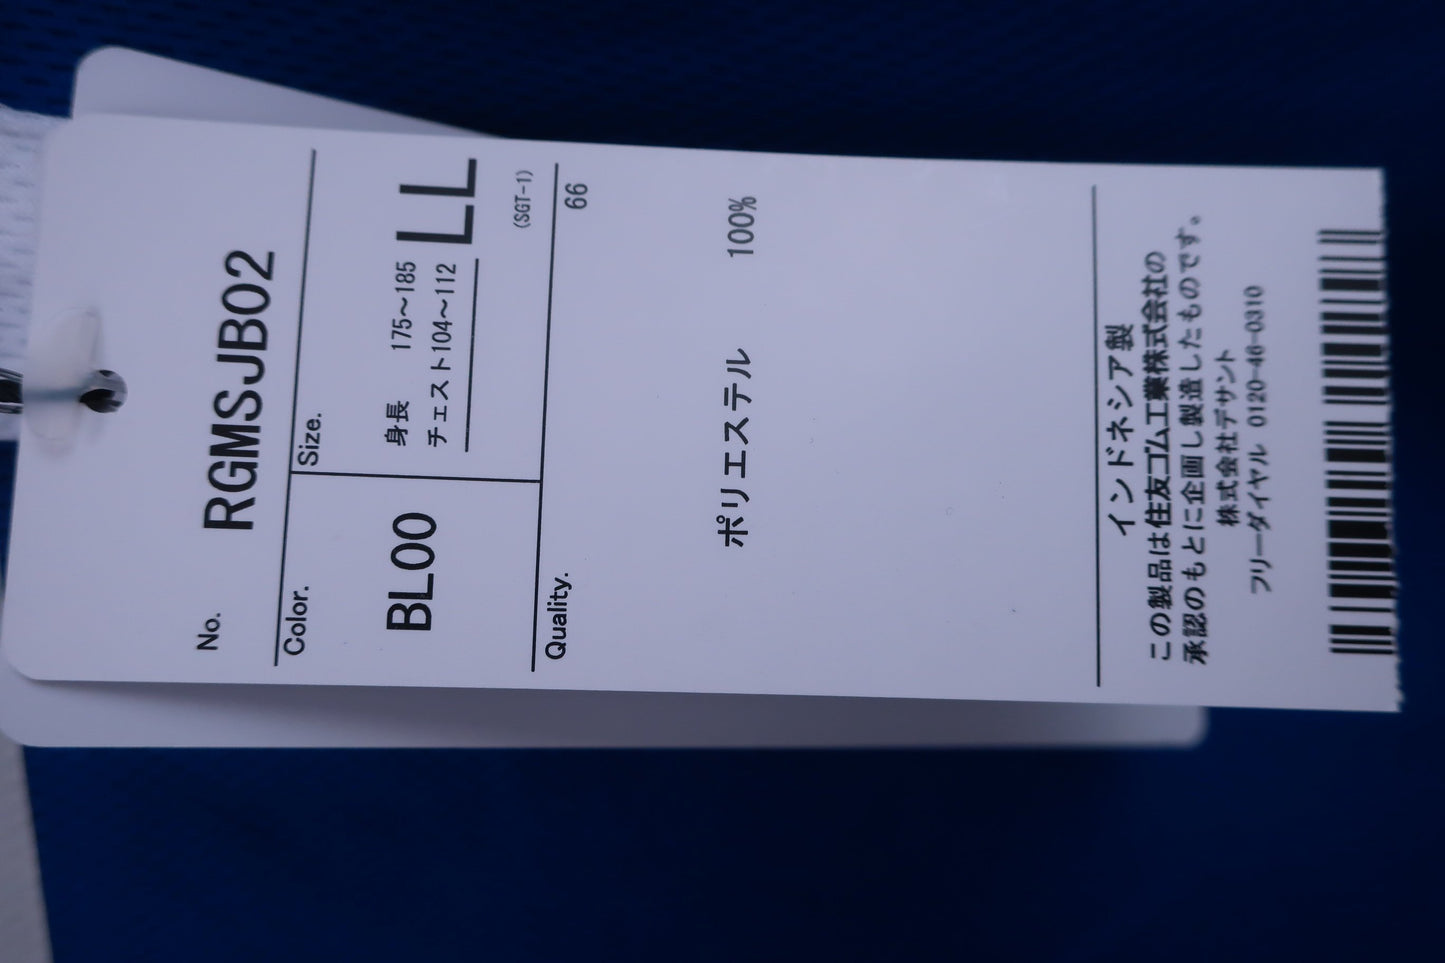 No. RGMSJB02
Color.
BL00
Size.
身長 175～185
チェスト104～112
LL
(SGT-1)
Quality.
66
ポリエステル 100%
インドネシア製
この製品は住友ゴム工業株式会社の
承認のもとに企画し製造したものです。
株式会社デサント
フリーダイヤル 0120-46-0310